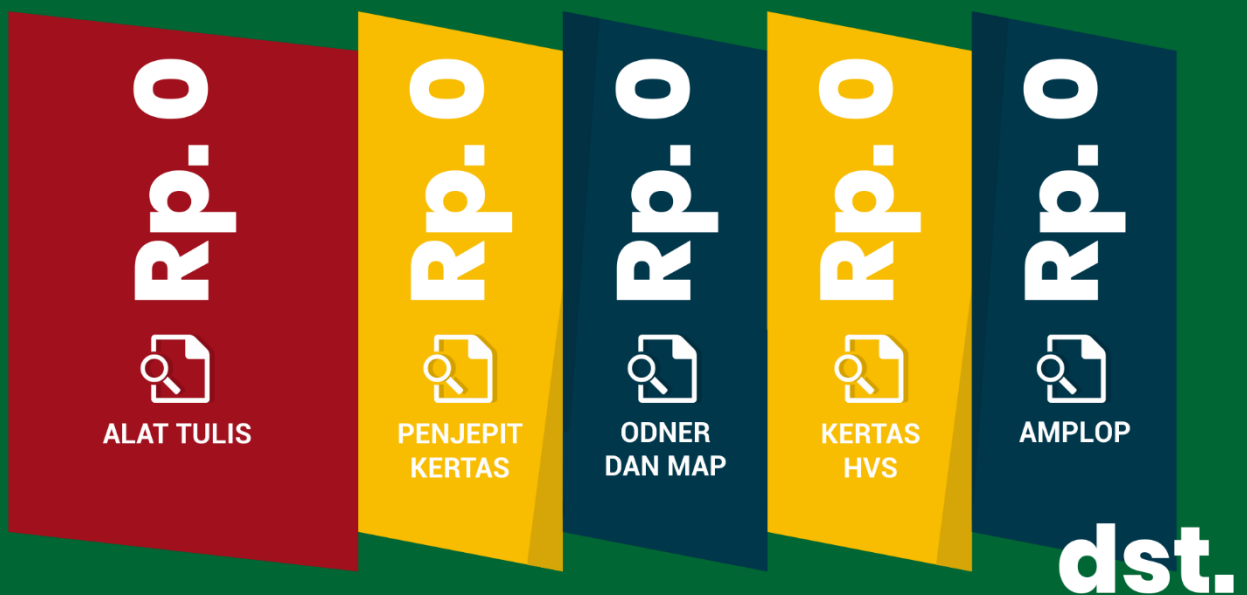 Rp. 0
ALAT TULIS
Rp. 0
PENJEPIT
KERTAS
Rp. 0
ODNER
DAN MAP
Rp. 0
KERTAS
HVS
Rp. 0
AMPLOP
dst.